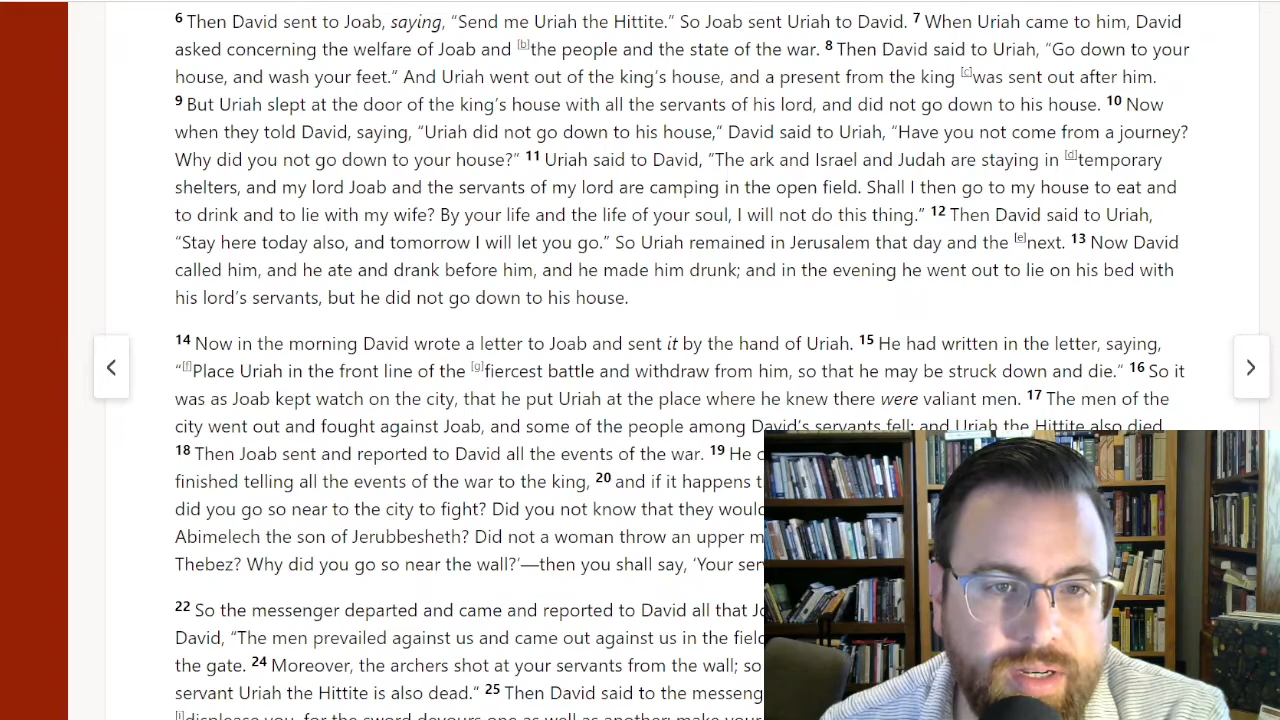 6 Then David sent to Joab, saying, “Send me Uriah the Hittite.” So Joab sent Uriah to David. 7 When Uriah came to him, David
asked concerning the welfare of Joab and [b]the people and the state of the war. 8 Then David said to Uriah, “Go down to your
house, and wash your feet.” And Uriah went out of the king’s house, and a present from the king [c]was sent out after him.
9 But Uriah slept at the door of the king’s house with all the servants of his lord, and did not go down to his house. 10 Now
when they told David, saying, “Uriah did not go down to his house,” David said to Uriah, “Have you not come from a journey?
Why did you not go down to your house?” 11 Uriah said to David, “The ark and Israel and Judah are staying in [d]temporary
shelters, and my lord Joab and the servants of my lord are camping in the open field. Shall I then go to my house to eat and
to drink and to lie with my wife? By your life and the life of your soul, I will not do this thing.” 12 Then David said to Uriah,
“Stay here today also, and tomorrow I will let you go.” So Uriah remained in Jerusalem that day and the [e]next. 13 Now David
called him, and he ate and drank before him, and he made him drunk; and in the evening he went out to lie on his bed with
his lord’s servants, but he did not go down to his house.
14 Now in the morning David wrote a letter to Joab and sent it by the hand of Uriah. 15 He had written in the letter, saying,
“[f]Place Uriah in the front line of the [g]fiercest battle and withdraw from him, so that he may be struck down and die.” 16 So it
was as Joab kept watch on the city, that he put Uriah at the place where he knew there were valiant men. 17 The men of the
city went out and fought against Joab, and some of the people among David’s servants fell; and Uriah the Hittite also died.
18 Then Joab sent and reported to David all the events of the war. 19 He
finished telling all the events of the war to the king, 20 and if it happens
did you go so near to the city to fight? Did you not know that they
Abimelech the son of Jerubbesheth? Did not a woman throw an upper
Thebez? Why did you go so near the wall?’—then you shall say, ‘Your
22 So the messenger departed and came and reported to David all that
David, “The men prevailed against us and came out against us in the
the gate. 24 Moreover, the archers shot at your servants from the wall; so
servant Uriah the Hittite is also dead.” 25 Then David said to the
[i]displease you, for the sword devours one as well as another; make your